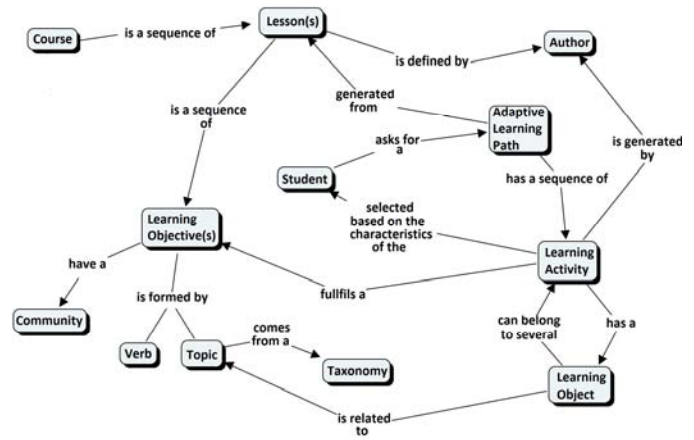 Course
is a sequence of
Lesson(s)
is defined by
Author
generated
from
Adaptive
Learning
Path
is a sequence
of
asks for
a
Student
is generated
by
has a sequence of
selected
based on the
characteristics
of the
Learning
Objective(s)
Learning
Activity
have a
fullfils a
Community
is formed by
can belong
to several
has a
Verb
Topic
comes
from a
Taxonomy
Learning
Object
is related
to